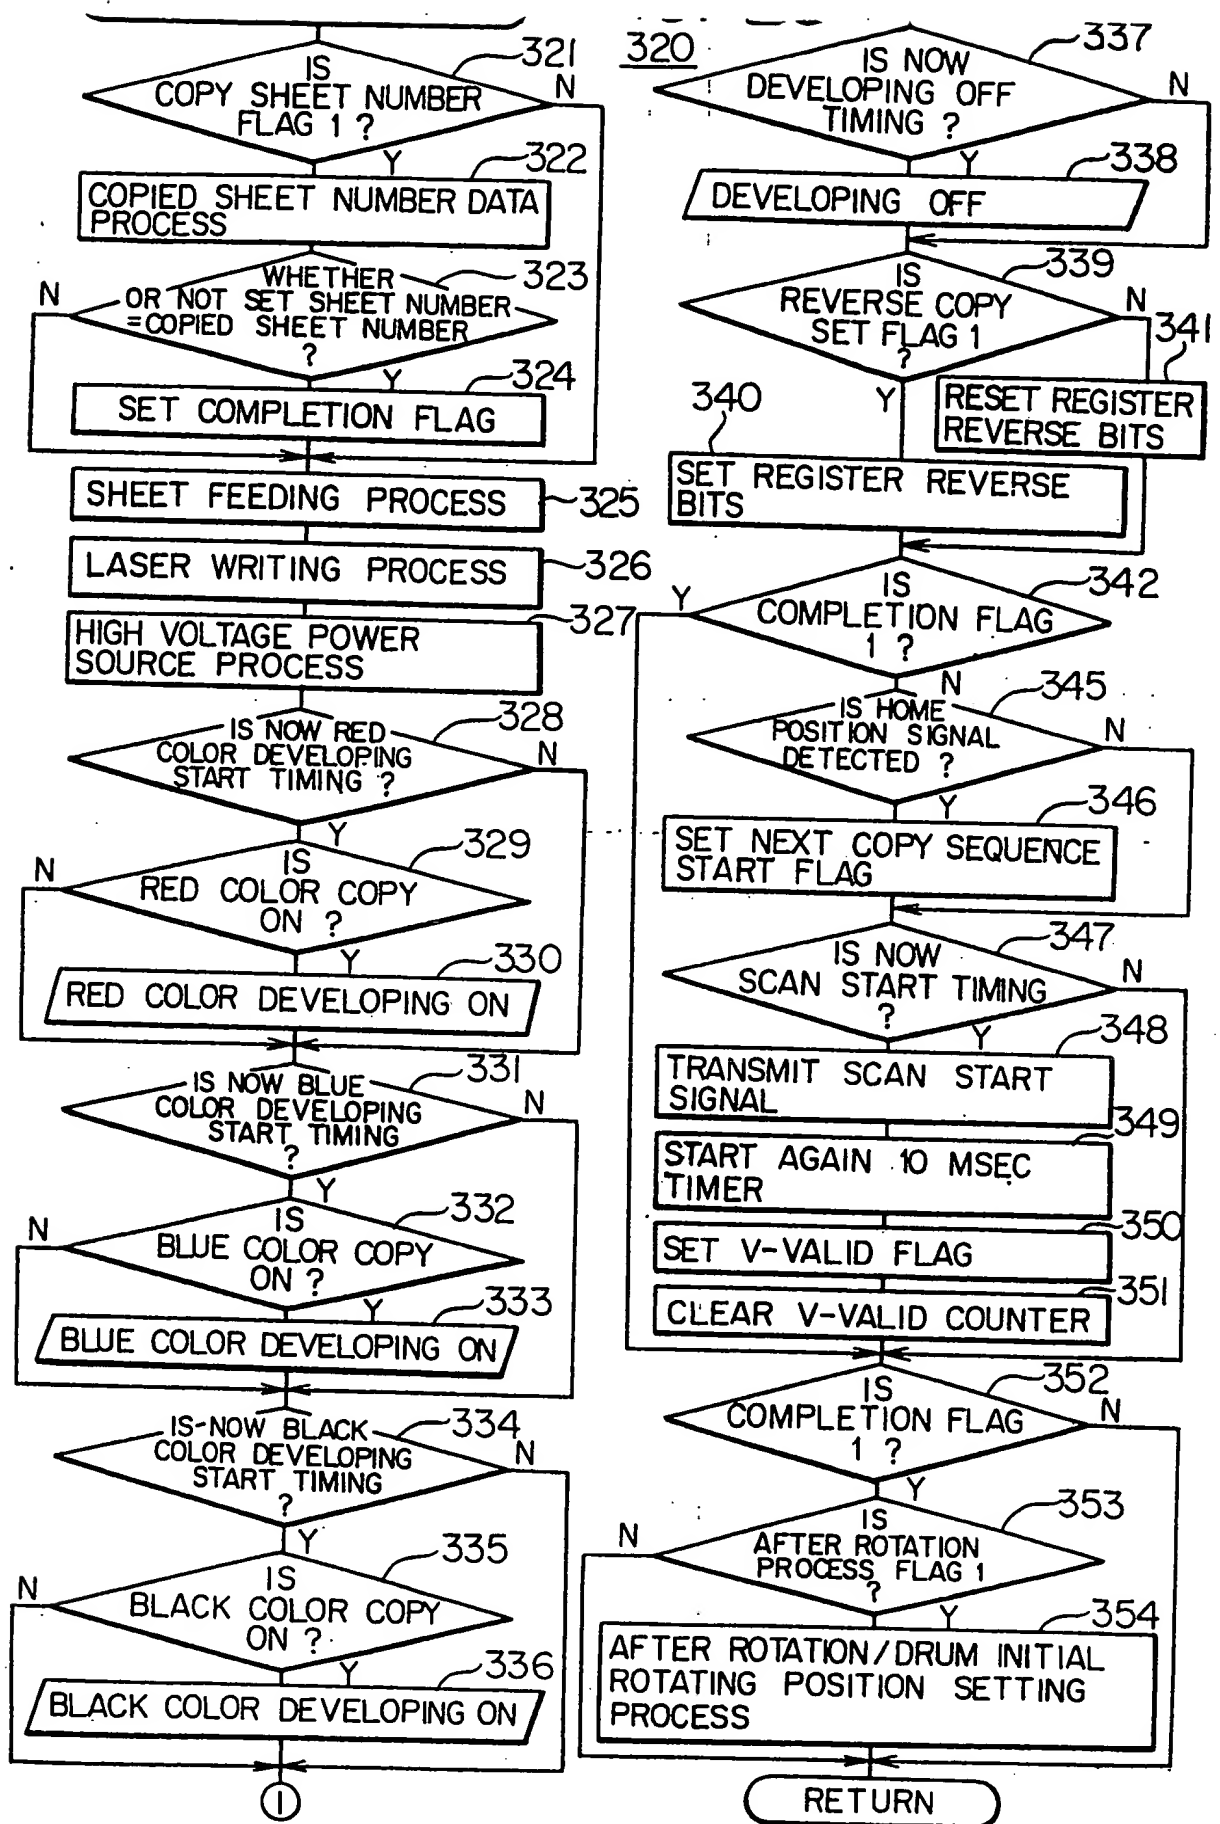 321
IS
COPY SHEET NUMBER
FLAG 1 ?
N
Y
322
COPIED SHEET NUMBER DATA
PROCESS
323
WHETHER
OR NOT SET SHEET NUMBER
=COPIED SHEET NUMBER
?
N
Y
324
SET COMPLETION FLAG
SHEET FEEDING PROCESS
325
LASER WRITING PROCESS
326
327
HIGH VOLTAGE POWER
SOURCE PROCESS
328
IS NOW RED
COLOR DEVELOPING
START TIMING ?
N
Y
329
IS
RED COLOR COPY
ON ?
N
Y
330
RED COLOR DEVELOPING ON
331
IS NOW BLUE
COLOR DEVELOPING
START TIMING
?
N
Y
332
IS
BLUE COLOR COPY
ON ?
N
Y
333
BLUE COLOR DEVELOPING ON
334
IS-NOW BLACK
COLOR DEVELOPING
START TIMING
?
N
Y
335
IS
BLACK COLOR COPY
ON ?
N
Y
336
BLACK COLOR DEVELOPING ON
1
320
337
IS NOW
DEVELOPING OFF
TIMING ?
N
Y
338
DEVELOPING OFF
339
IS
REVERSE COPY
SET FLAG 1
?
N
Y
341
RESET REGISTER
REVERSE BITS
340
SET REGISTER REVERSE
BITS
342
IS
COMPLETION FLAG
1 ?
Y
N
345
IS HOME
POSITION SIGNAL
DETECTED ?
N
Y
346
SET NEXT COPY SEQUENCE
START FLAG
347
IS NOW
SCAN START TIMING
?
N
Y
348
TRANSMIT SCAN START
SIGNAL
349
START AGAIN 10 MSEC
TIMER
350
SET V-VALID FLAG
351
CLEAR V-VALID COUNTER
352
IS
COMPLETION FLAG
1 ?
N
Y
353
IS
AFTER ROTATION
PROCESS FLAG 1
?
N
Y
354
AFTER ROTATION/DRUM INITIAL
ROTATING POSITION SETTING
PROCESS
RETURN